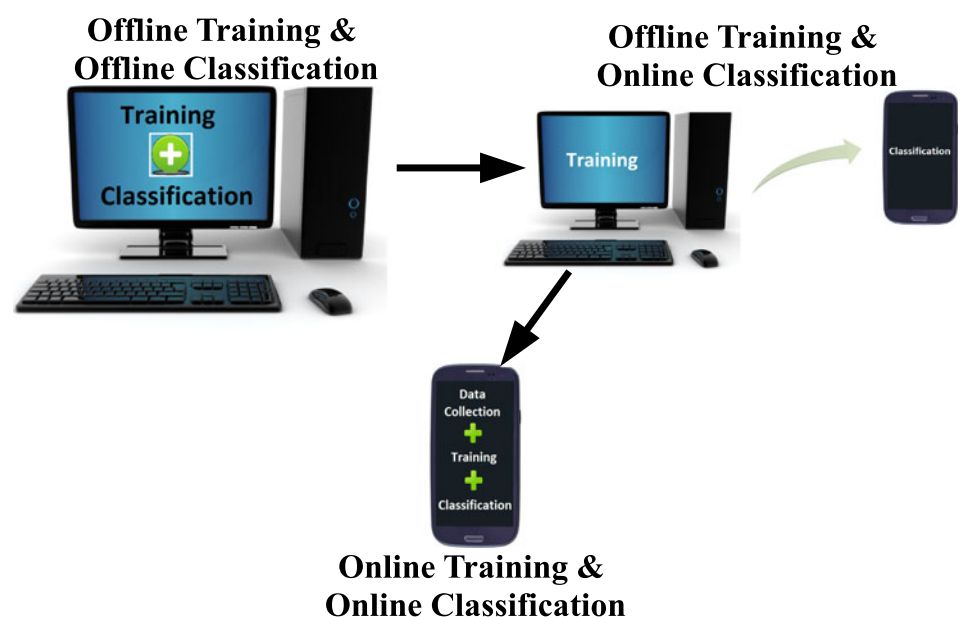 Offline Training &
Offline Classification
Training
Classification
Offline Training &
Online Classification
Training
Classification
Data
Collection
Training
Classification
Online Training &
Online Classification